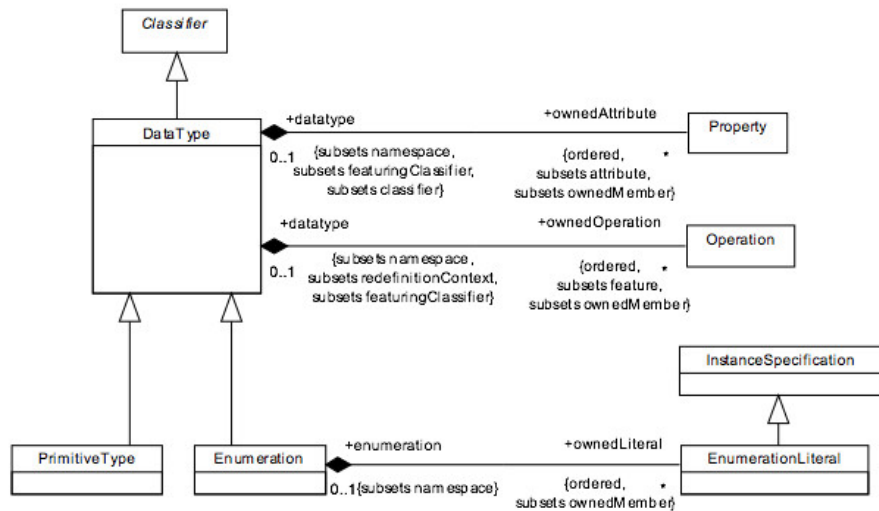 Classifier
DataType
+datatype
+ownedAttribute
Property
0..1
{subsets namespace,
subsets featuringClassifier,
subsets classifier}
{ordered,
*
subsets attribute,
subsets ownedMember}
+datatype
+ownedOperation
Operation
0..1
{subsets namespace,
subsets redefinitionContext,
subsets featuringClassifier}
{ordered,
*
subsets feature,
subsets ownedMember}
InstanceSpecification
PrimitiveType
Enumeration
+enumeration
+ownedLiteral
EnumerationLiteral
0..1{subsets namespace}
{ordered,
*
subsets ownedMember}